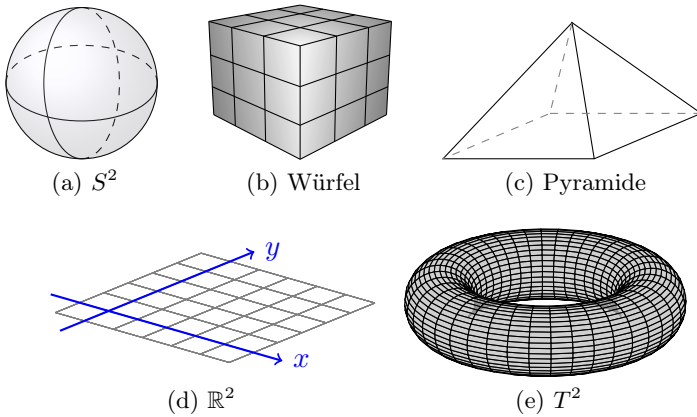 (a) S²
(b) Würfel
(c) Pyramide
y
x
(d) ℝ²
(e) T²